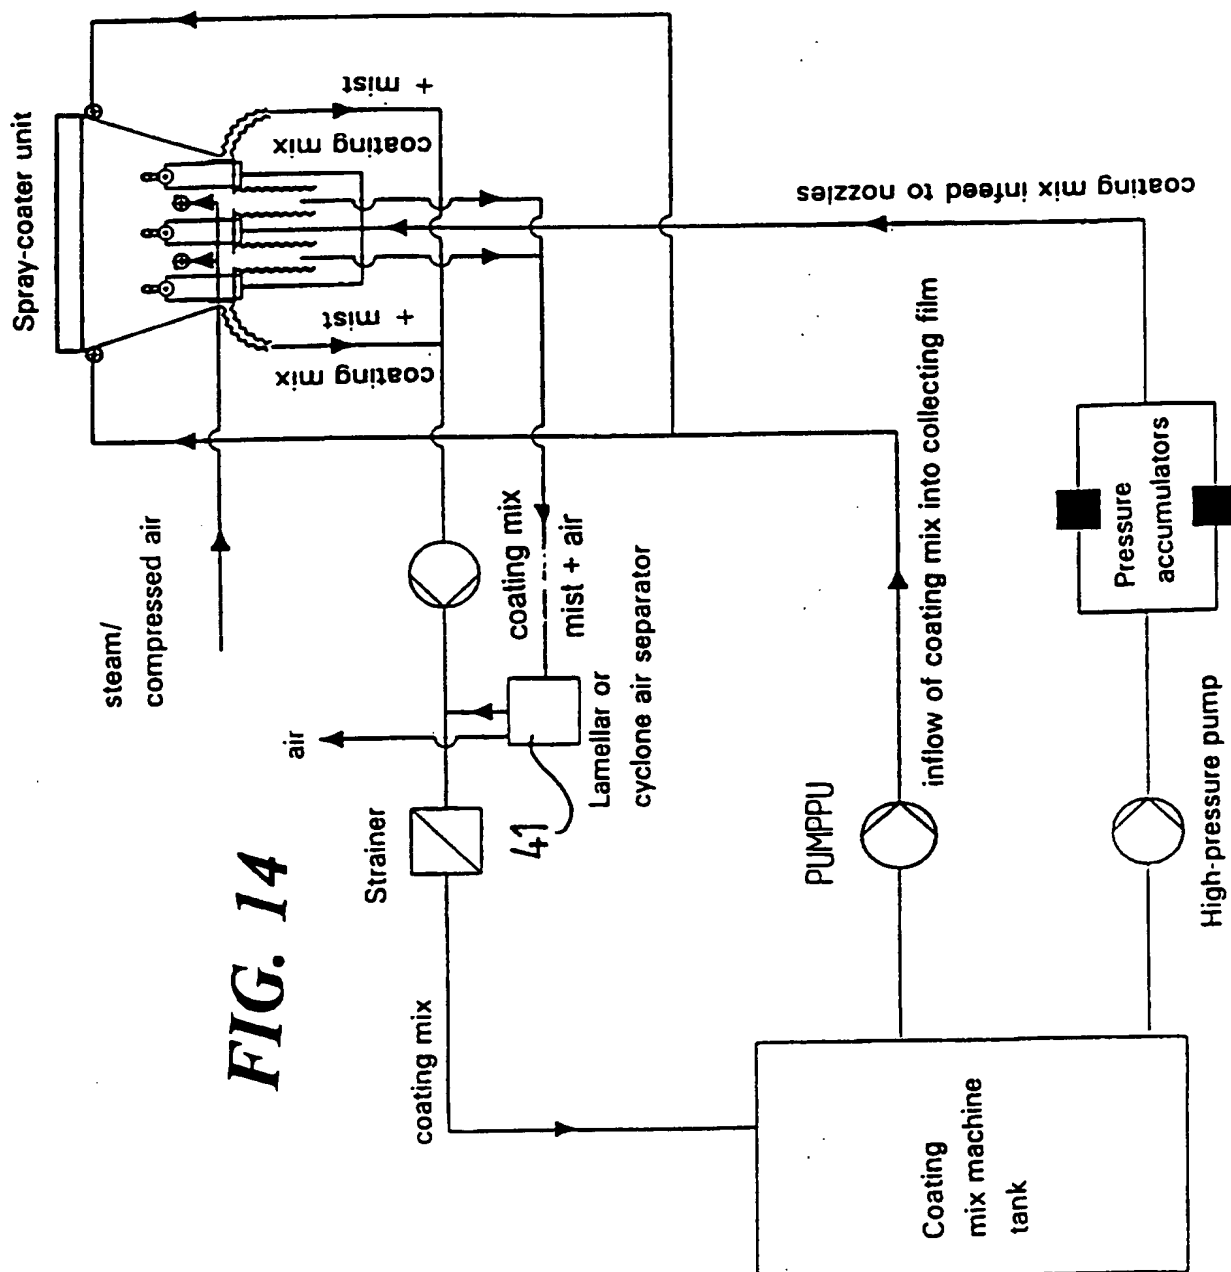 FIG. 14
Spray-coater unit
steam/
compressed air
coating mix
+ mist
coating mix
+ mist
air
Strainer
41
coating mix
mist + air
Lamellar or
cyclone air separator
coating mix
coating mix infeed to nozzles
PUMPPU
inflow of coating mix into collecting film
Coating
mix machine
tank
Pressure
accumulators
High-pressure pump